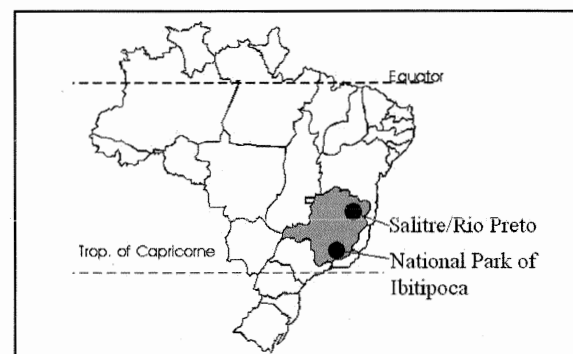 Equator
Salitre/Rio Preto
Trop. of Capricorne
National Park of
Ibitipoca